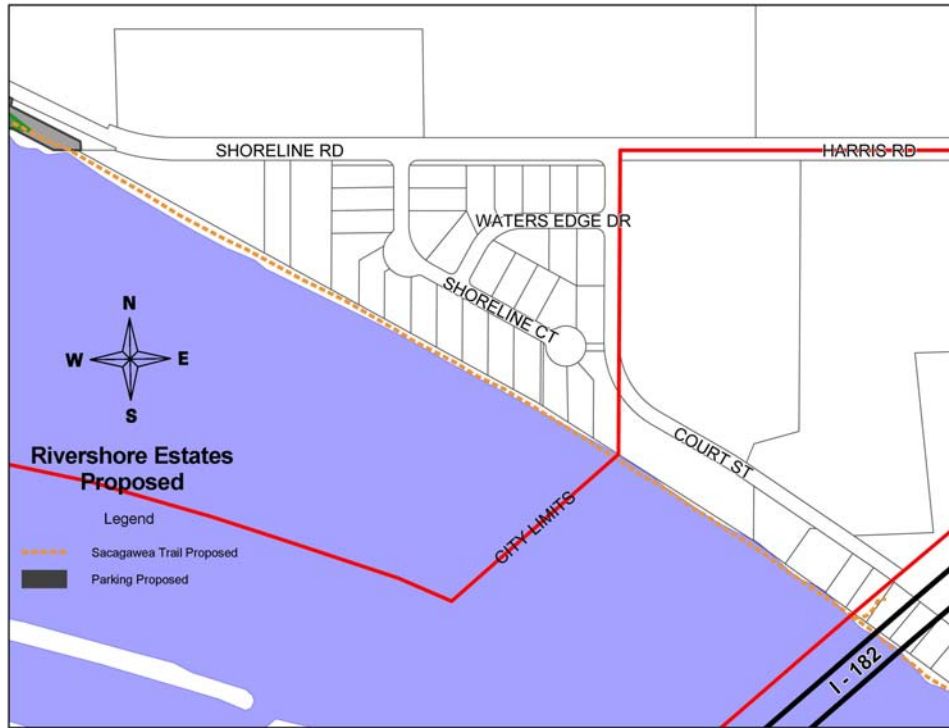 SHORELINE RD
HARRIS RD
WATERS EDGE DR
SHORELINE CT
N
W E
S
COURT ST
Rivershore Estates
Proposed
CITY LIMITS
Legend
Sacagawea Trail Proposed
Parking Proposed
I - 182